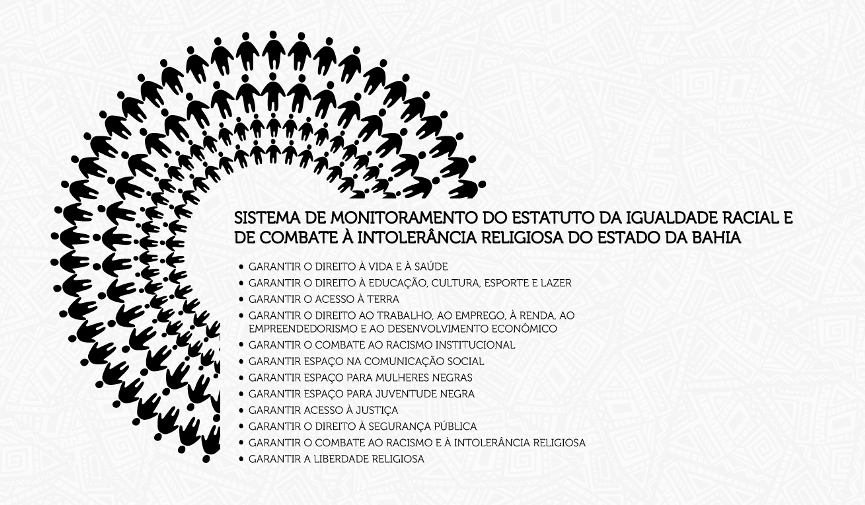 SISTEMA DE MONITORAMENTO DO ESTATUTO DA IGUALDADE RACIAL E
DE COMBATE À INTOLERÂNCIA RELIGIOSA DO ESTADO DA BAHIA
• GARANTIR O DIREITO À VIDA E À SAÚDE
• GARANTIR O DIREITO À EDUCAÇÃO, CULTURA, ESPORTE E LAZER
• GARANTIR O ACESSO À TERRA
• GARANTIR O DIREITO AO TRABALHO, AO EMPREGO, À RENDA, AO
EMPREENDEDORISMO E AO DESENVOLVIMENTO ECONÔMICO
• GARANTIR O COMBATE AO RACISMO INSTITUCIONAL
• GARANTIR ESPAÇO NA COMUNICAÇÃO SOCIAL
• GARANTIR ESPAÇO PARA MULHERES NEGRAS
• GARANTIR ESPAÇO PARA JUVENTUDE NEGRA
• GARANTIR ACESSO À JUSTIÇA
• GARANTIR O DIREITO À SEGURANÇA PÚBLICA
• GARANTIR O COMBATE AO RACISMO E À INTOLERÂNCIA RELIGIOSA
• GARANTIR A LIBERDADE RELIGIOSA